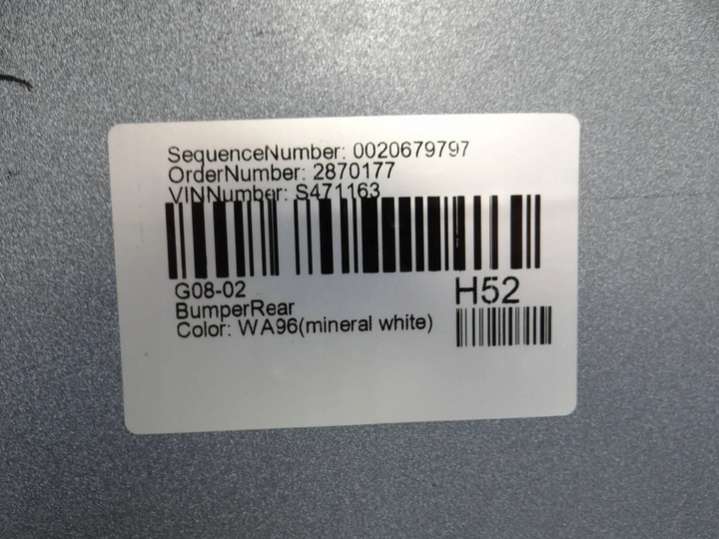 SequenceNumber: 0020679797
OrderNumber: 2870177
VINNumber: S471163
G08-02
H52
BumperRear
Color: WA96(mineral white)